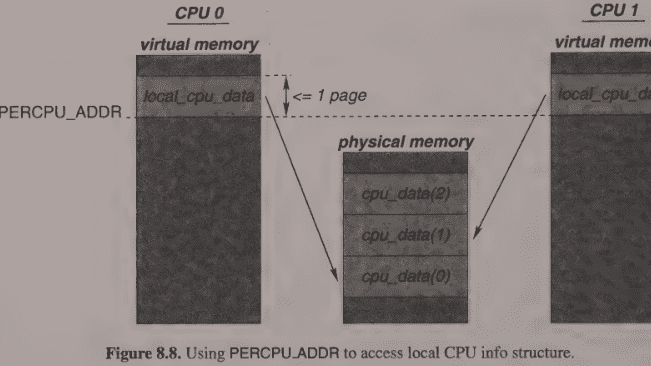 CPU 0
CPU 1
virtual memory
virtual
local_cpu_data
<= 1 page
PERCPU_ADDR
physical memory
cpu_data(2)
cpu_data(1)
cpu_data(0)
Figure 8.8. Using PERCPU_ADDR to access local CPU info structure.